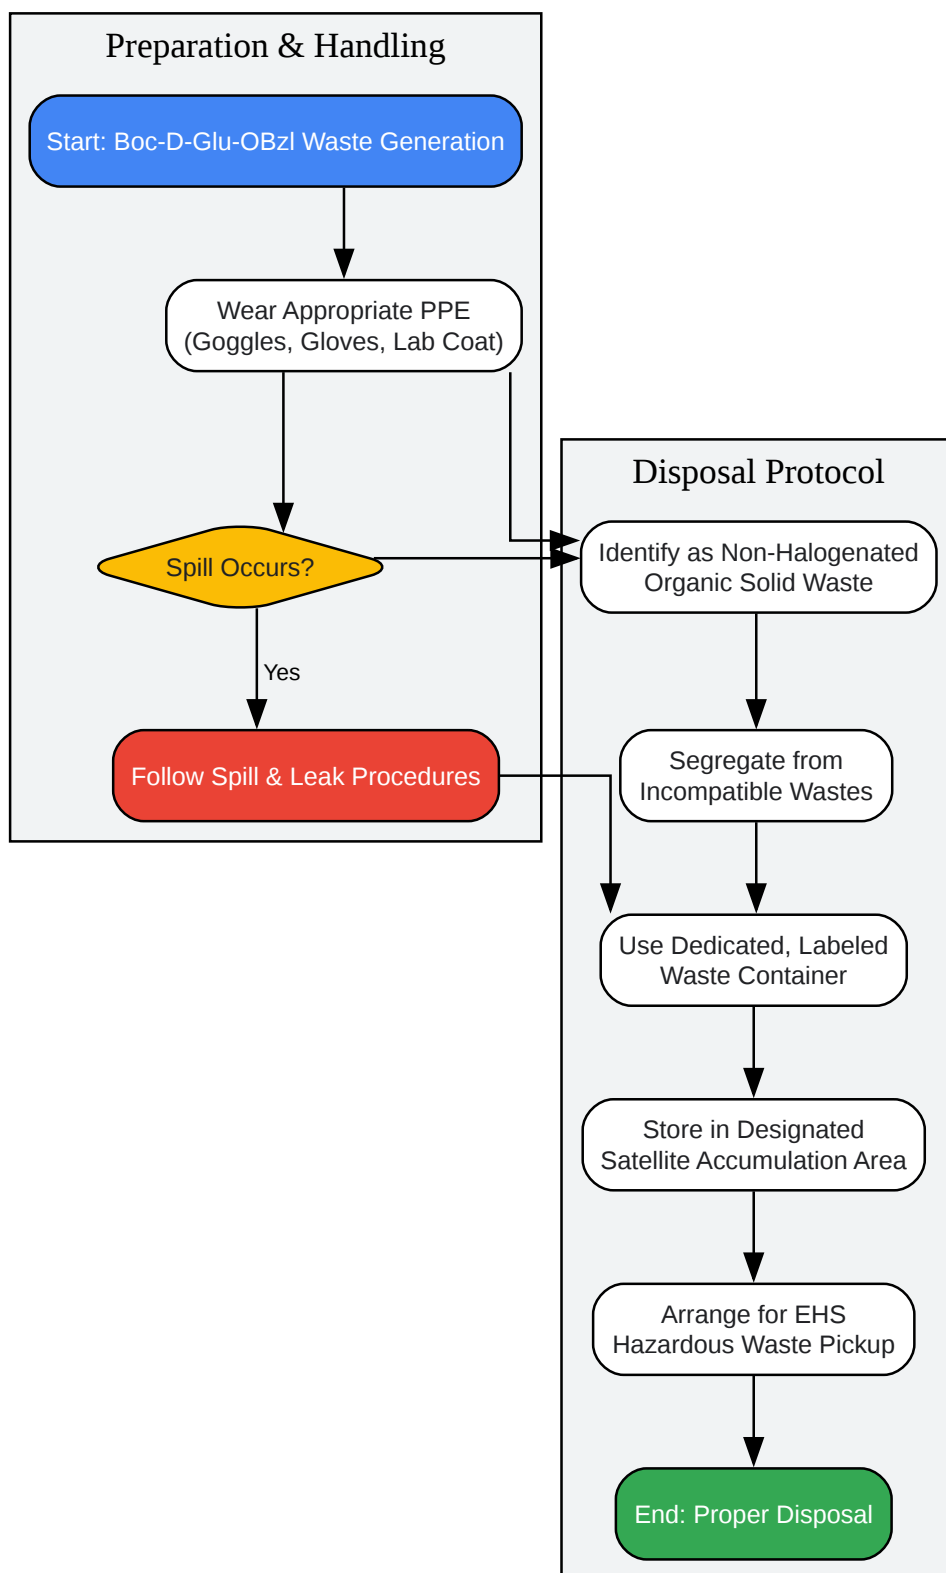 Preparation & Handling
Start: Boc-D-Glu-OBzl Waste Generation
Wear Appropriate PPE
(Goggles, Gloves, Lab Coat)
Spill Occurs?
Yes
Follow Spill & Leak Procedures
Disposal Protocol
Identify as Non-Halogenated
Organic Solid Waste
Segregate from
Incompatible Wastes
Use Dedicated, Labeled
Waste Container
Store in Designated
Satellite Accumulation Area
Arrange for EHS
Hazardous Waste Pickup
End: Proper Disposal